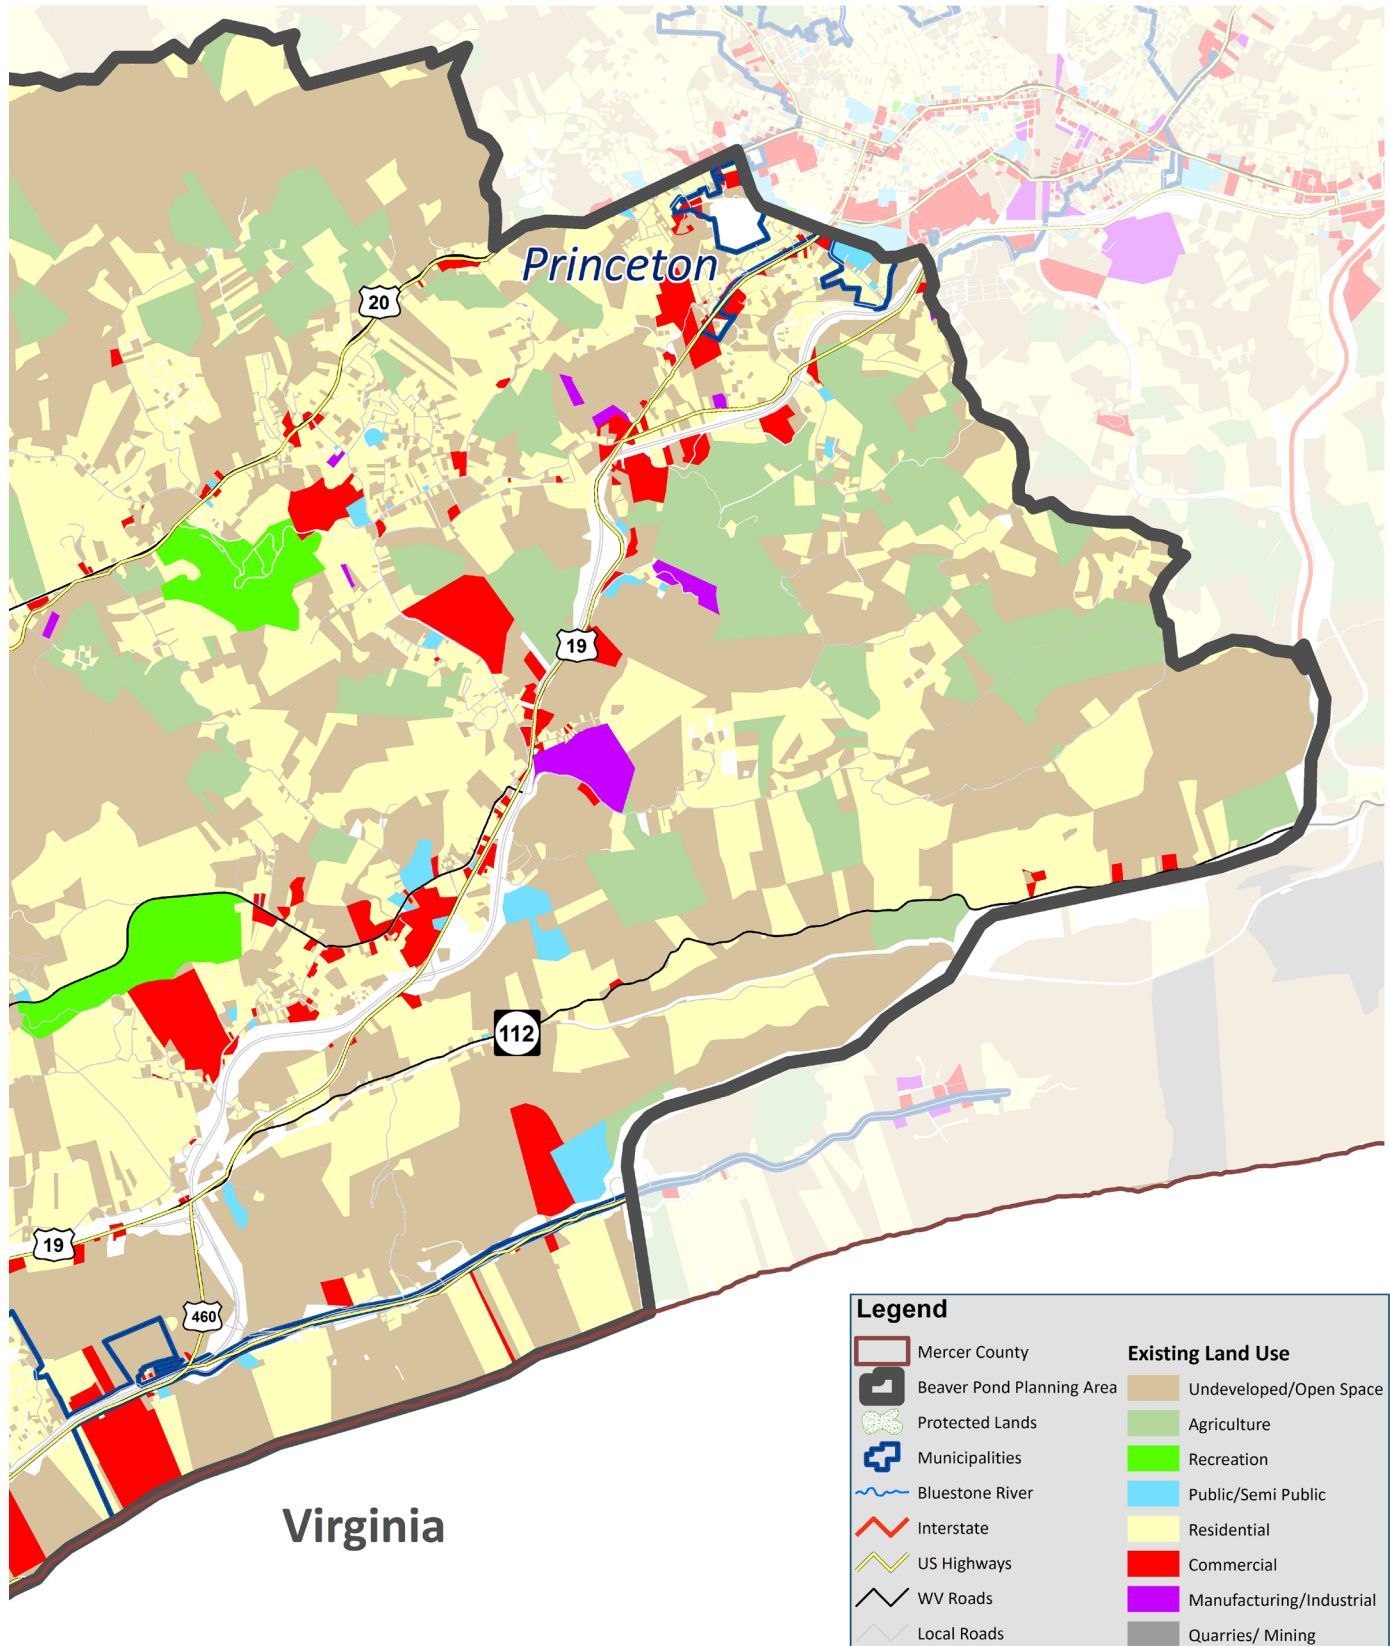 Princeton
20
19
112
19
460
Virginia
Legend
Mercer County
Beaver Pond Planning Area
Protected Lands
Municipalities
Bluestone River
Interstate
US Highways
WV Roads
Local Roads
Existing Land Use
Undeveloped/Open Space
Agriculture
Recreation
Public/Semi Public
Residential
Commercial
Manufacturing/Industrial
Quarries/ Mining